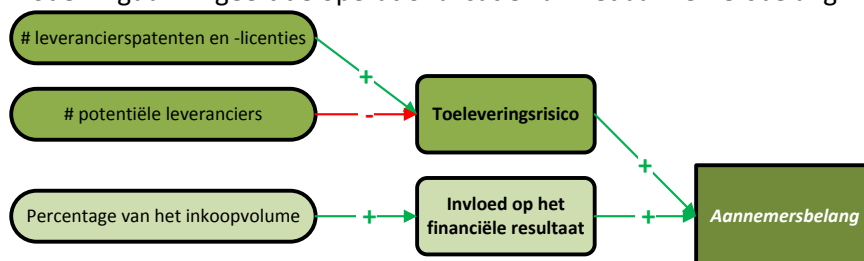 # leverancierspatenten en -licenties
+
# potentiële leveranciers
-
Toeleveringsrisico
+
Percentage van het inkoopvolume
+
Invloed op het
financiële resultaat
+
Aannemersbelang